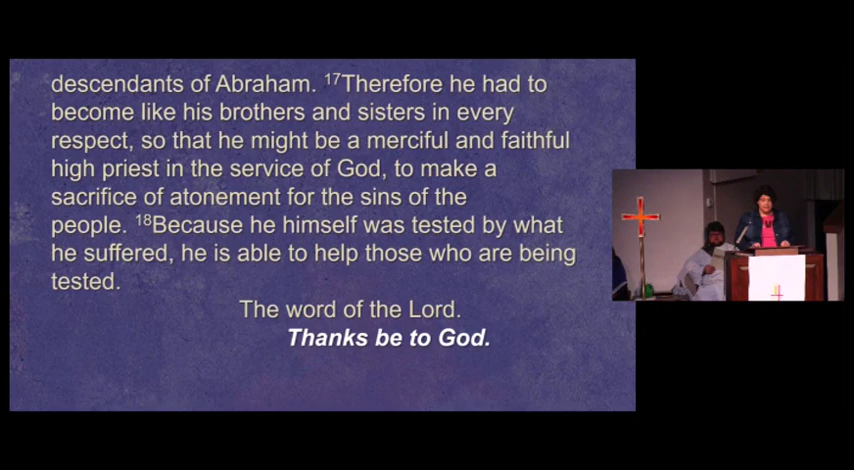 descendants of Abraham. ¹⁷Therefore he had to
become like his brothers and sisters in every
respect, so that he might be a merciful and faithful
high priest in the service of God, to make a
sacrifice of atonement for the sins of the
people. ¹⁸Because he himself was tested by what
he suffered, he is able to help those who are being
tested.
The word of the Lord.
Thanks be to God.